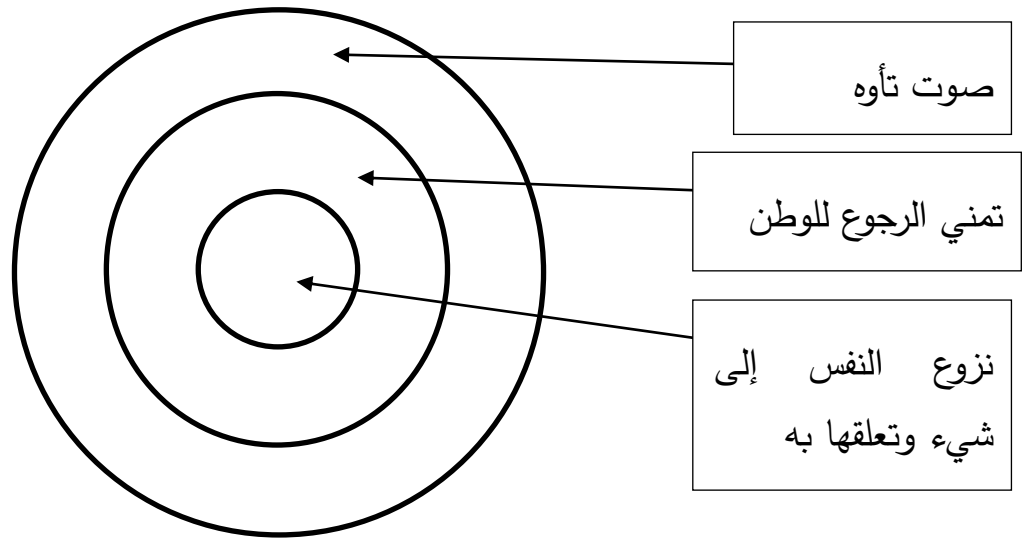 صوت تأوه
تمني الرجوع للوطن
نزوع النفس إلى
شيء وتعلقها به